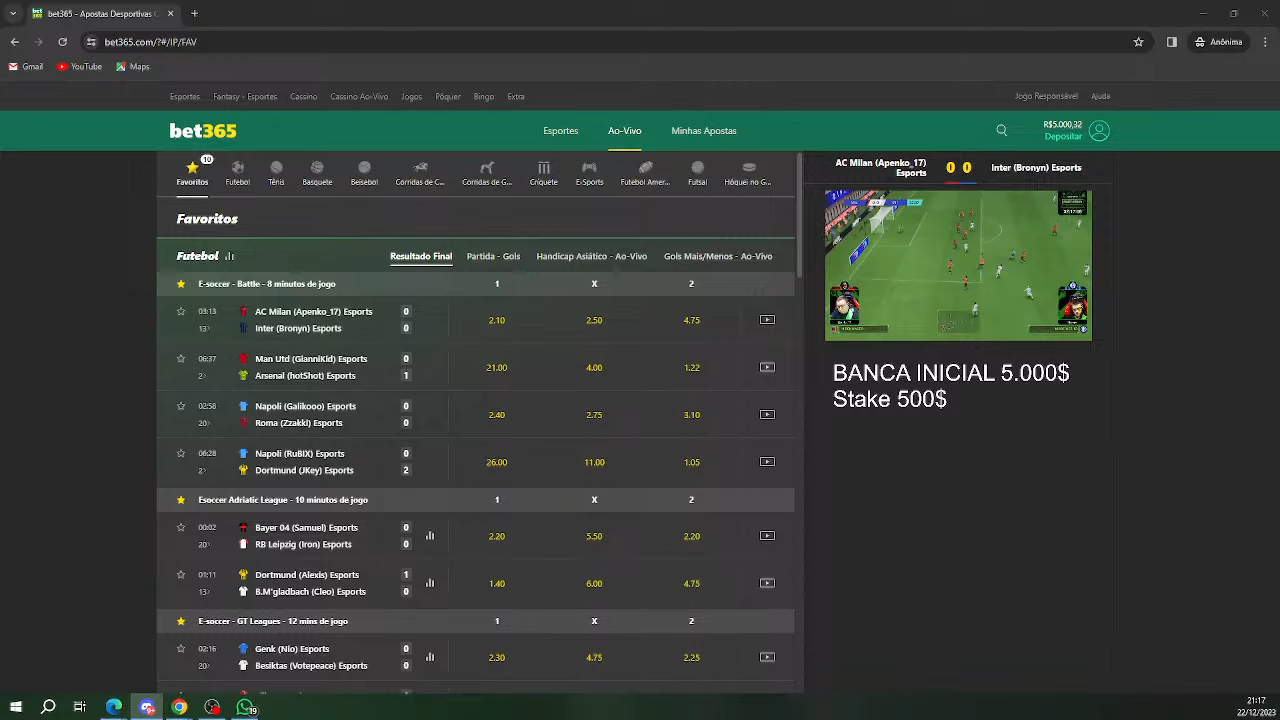 bet365 - Apostas Desportivas
bet365.com/?#/IP/FAV
Anônima
Gmail
YouTube
Maps
Esportes Fantasy - Esportes Cassino Cassino Ao-Vivo Jogos Pôquer Bingo Extra
Jogo Responsável Ajuda
bet365
Esportes Ao-Vivo Minhas Apostas
R$5.000,32
Depositar
10
Favoritos Futebol Tênis Basquete Beisebol Corridas de G... Corridas de G... Críquete E-Sports Futebol Amer... Futsal Hóquei no G...
Favoritos
Futebol Resultado Final Partida - Gols Handicap Asiático - Ao-Vivo Gols Mais/Menos - Ao-Vivo
E-soccer - Battle - 8 minutos de jogo 1 X 2
03:13 AC Milan (Apenko_17) Esports 0
13> Inter (Bronyn) Esports 0
2.10 2.50 4.75
06:37 Man Utd (Giannikid) Esports 0
2> Arsenal (hotShot) Esports 1
21.00 4.00 1.22
02:58 Napoli (Galikooo) Esports 0
20> Roma (Zzakki) Esports 0
2.40 2.75 3.10
06:28 Napoli (RuBIX) Esports 0
2> Dortmund (JKey) Esports 2
26.00 11.00 1.05
Esoccer Adriatic League - 10 minutos de jogo 1 X 2
00:02 Bayer 04 (Samuel) Esports 0
20> RB Leipzig (Iron) Esports 0
2.20 5.50 2.20
01:11 Dortmund (Alexis) Esports 1
13> B.M'gladbach (Cleo) Esports 0
1.40 6.00 4.75
E-soccer - GT Leagues - 12 mins de jogo 1 X 2
02:16 Genk (Nio) Esports 0
20> Besiktas (Votepeace) Esports 0
2.30 4.75 2.25
AC Milan (Apenko_17)
Esports
0 0
Inter (Bronyn) Esports
BANCA INICIAL 5.000$
Stake 500$
21:17
22/12/2023